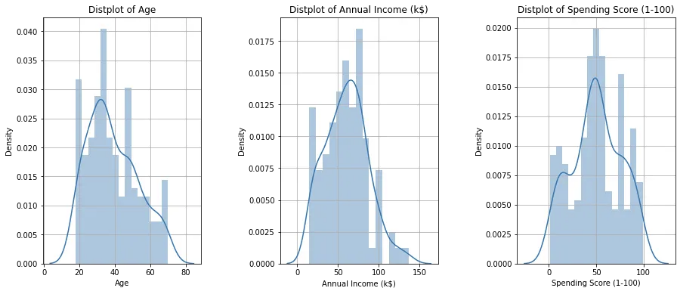 Distplot of Age
0.040
0.035
0.030
0.025
0.020
0.015
0.010
0.005
0.000
Density
0 20 40 60 80
Age
Distplot of Annual Income (k$)
0.0175
0.0150
0.0125
0.0100
0.0075
0.0050
0.0025
0.0000
Density
0 50 100 150
Annual Income (k$)
Distplot of Spending Score (1-100)
0.0200
0.0175
0.0150
0.0125
0.0100
0.0075
0.0050
0.0025
0.0000
Density
0 50 100
Spending Score (1-100)